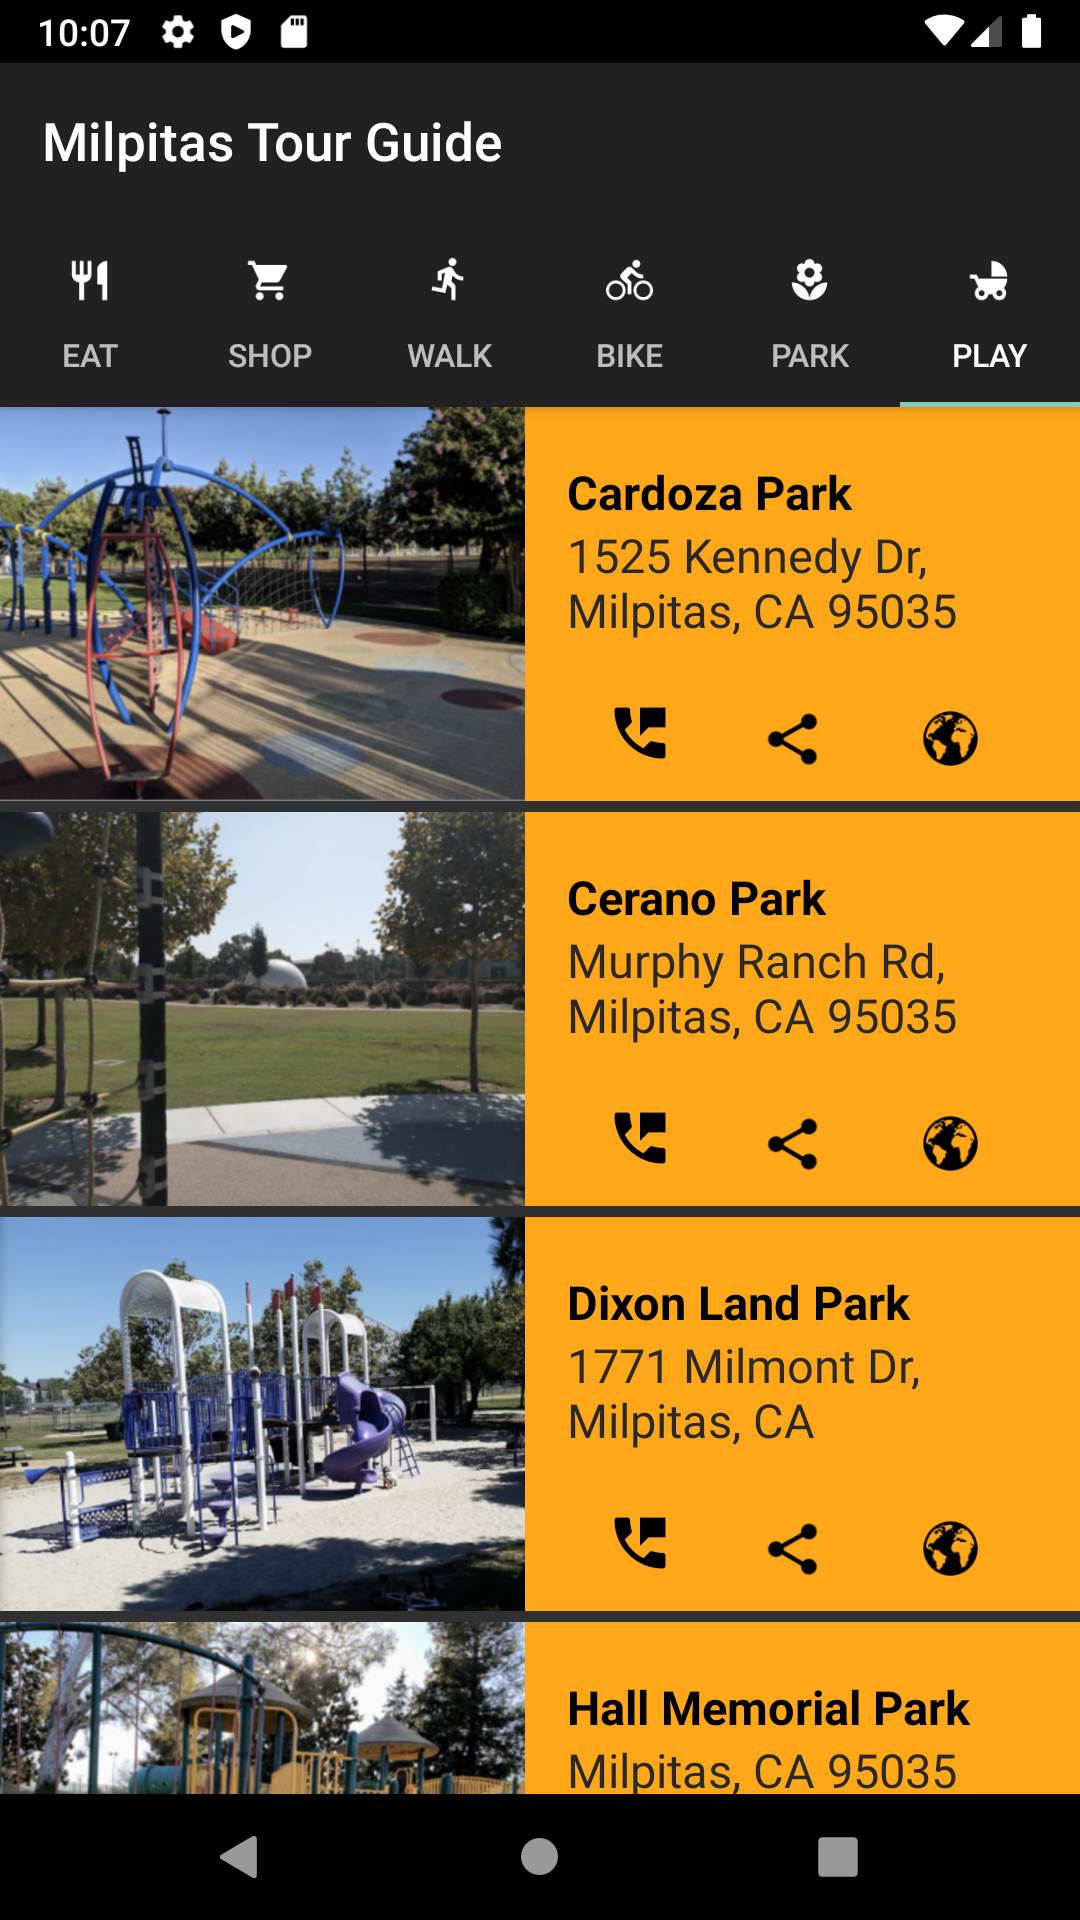 10:07
Milpitas Tour Guide
EAT SHOP WALK BIKE PARK PLAY
Cardoza Park
1525 Kennedy Dr,
Milpitas, CA 95035
Cerano Park
Murphy Ranch Rd,
Milpitas, CA 95035
Dixon Land Park
1771 Milmont Dr,
Milpitas, CA
Hall Memorial Park
Milpitas, CA 95035